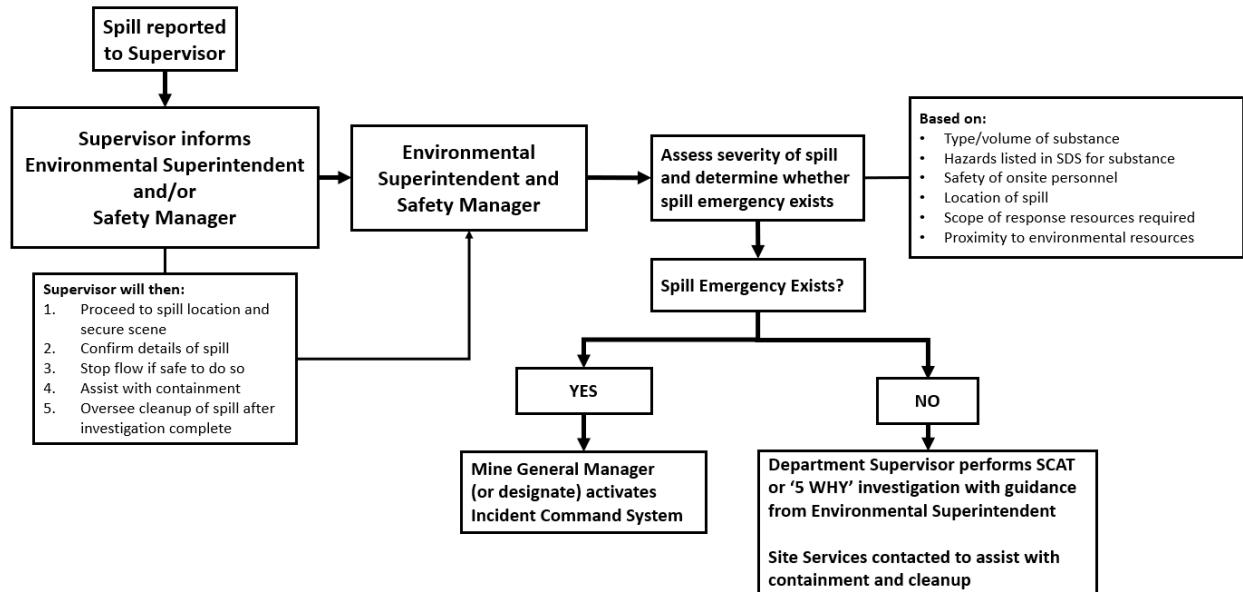 Spill reported
to Supervisor
Supervisor informs
Environmental Superintendent
and/or
Safety Manager
Supervisor will then:
1. Proceed to spill location and
secure scene
2. Confirm details of spill
3. Stop flow if safe to do so
4. Assist with containment
5. Oversee cleanup of spill after
investigation complete
Environmental
Superintendent and
Safety Manager
Assess severity of spill
and determine whether
spill emergency exists
Based on:
• Type/volume of substance
• Hazards listed in SDS for substance
• Safety of onsite personnel
• Location of spill
• Scope of response resources required
• Proximity to environmental resources
Spill Emergency Exists?
YES
NO
Mine General Manager
(or designate) activates
Incident Command System
Department Supervisor performs SCAT
or ‘5 WHY’ investigation with guidance
from Environmental Superintendent
Site Services contacted to assist with
containment and cleanup